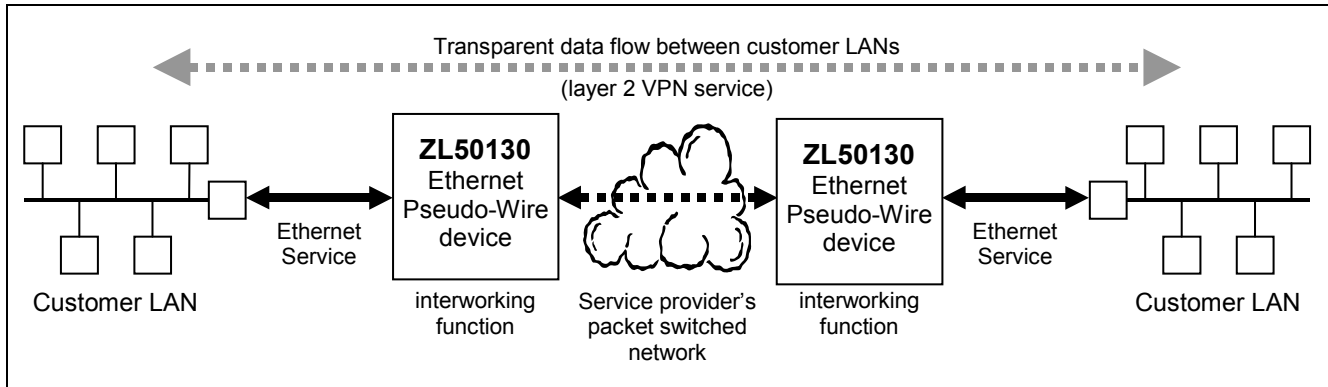 Transparent data flow between customer LANs
(layer 2 VPN service)
ZL50130
Ethernet
Pseudo-Wire
device
ZL50130
Ethernet
Pseudo-Wire
device
Ethernet
Service
Ethernet
Service
Customer LAN
interworking
function
Service provider's
packet switched
network
interworking
function
Customer LAN